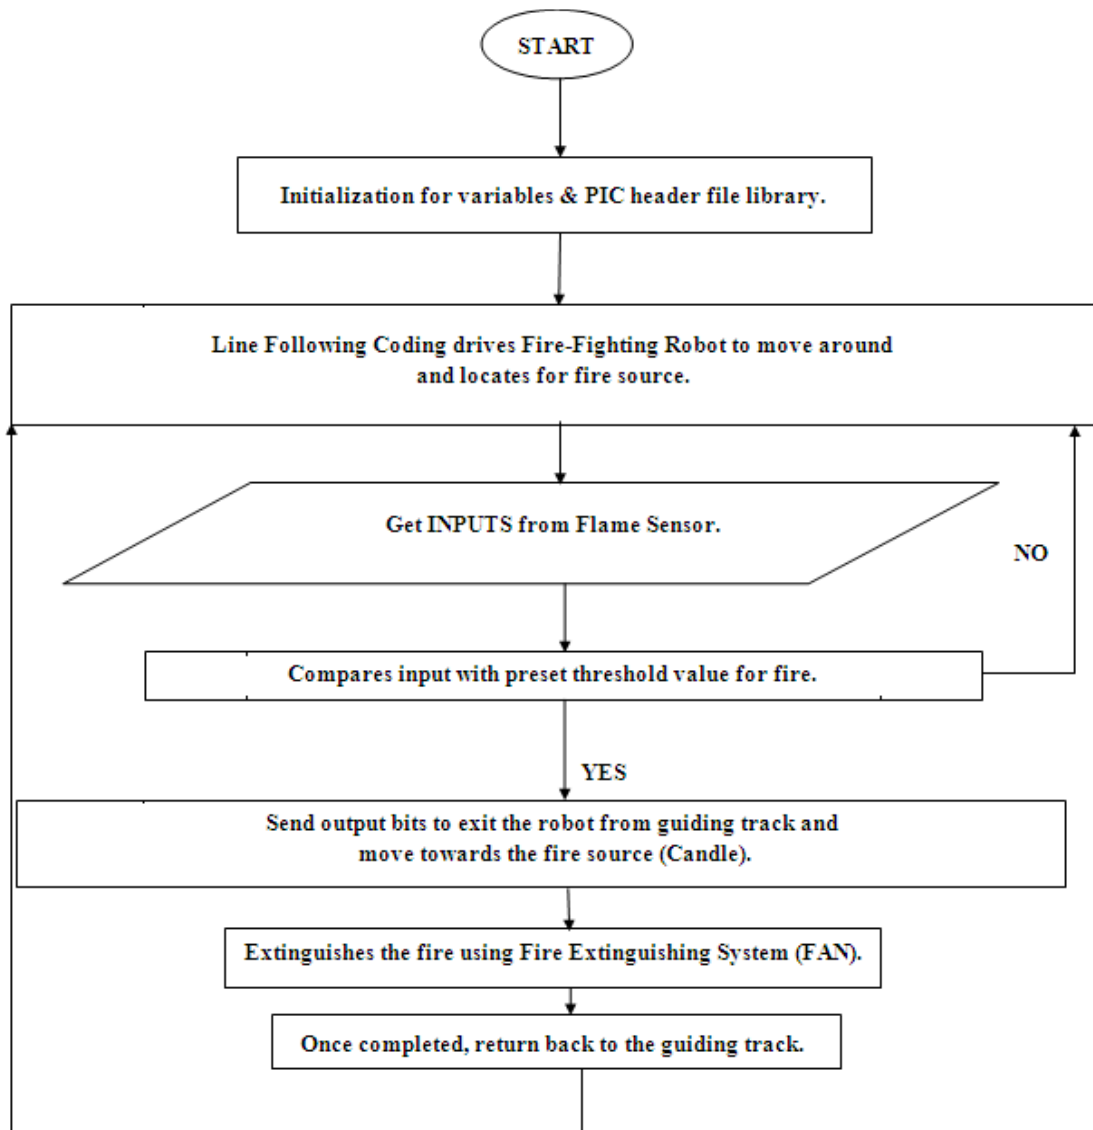 START
Initialization for variables & PIC header file library.
Line Following Coding drives Fire-Fighting Robot to move around
and locates for fire source.
Get INPUTS from Flame Sensor.
NO
Compares input with preset threshold value for fire.
YES
Send output bits to exit the robot from guiding track and
move towards the fire source (Candle).
Extinguishes the fire using Fire Extinguishing System (FAN).
Once completed, return back to the guiding track.